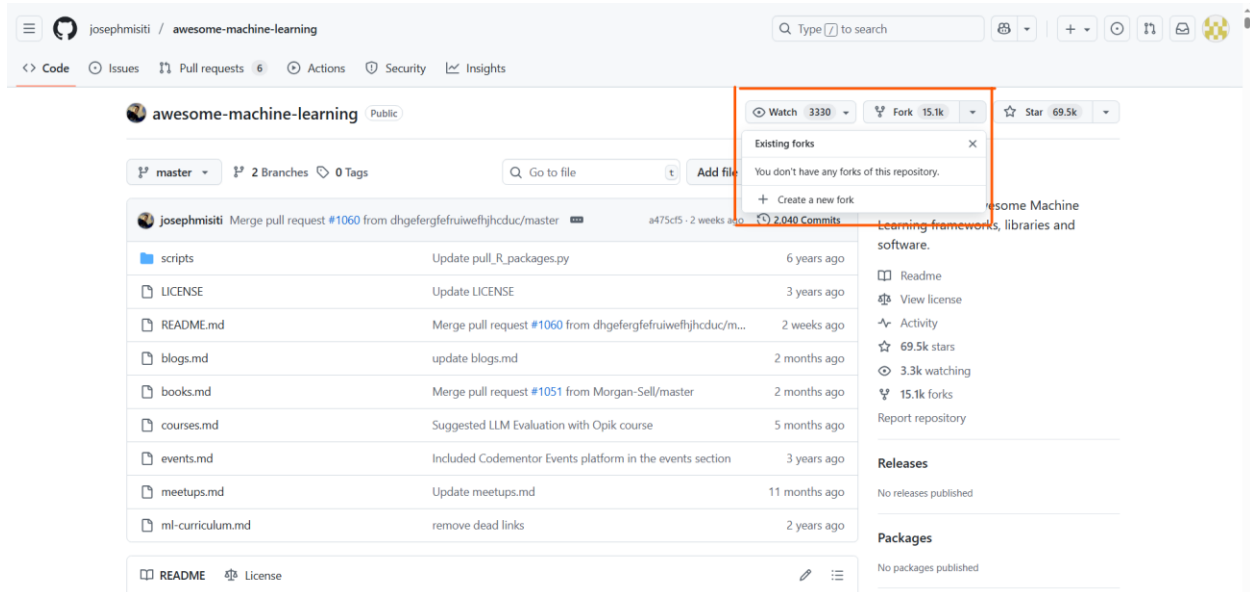 josephmisiti / awesome-machine-learning
Type / to search
Code Issues Pull requests 6 Actions Security Insights
awesome-machine-learning Public
Watch 3330 Fork 15.1k Star 69.5k
Existing forks
You don't have any forks of this repository.
Create a new fork
master 2 Branches 0 Tags Go to file t Add file
josephmisiti Merge pull request #1060 from dhgefergfefruiwefhjhcduc/master a475cf5 · 2 weeks ago 2,040 Commits
scripts Update pull_R_packages.py 6 years ago
LICENSE Update LICENSE 3 years ago
README.md Merge pull request #1060 from dhgefergfefruiwefhjhcduc/m... 2 weeks ago
blogs.md update blogs.md 2 months ago
books.md Merge pull request #1051 from Morgan-Sell/master 2 months ago
courses.md Suggested LLM Evaluation with Opik course 5 months ago
events.md Included Codementor Events platform in the events section 3 years ago
meetups.md Update meetups.md 11 months ago
ml-curriculum.md remove dead links 2 years ago
README License
Machine
Learning frameworks, libraries and
software.
Readme
View license
Activity
69.5k stars
3.3k watching
15.1k forks
Report repository
Releases
No releases published
Packages
No packages published